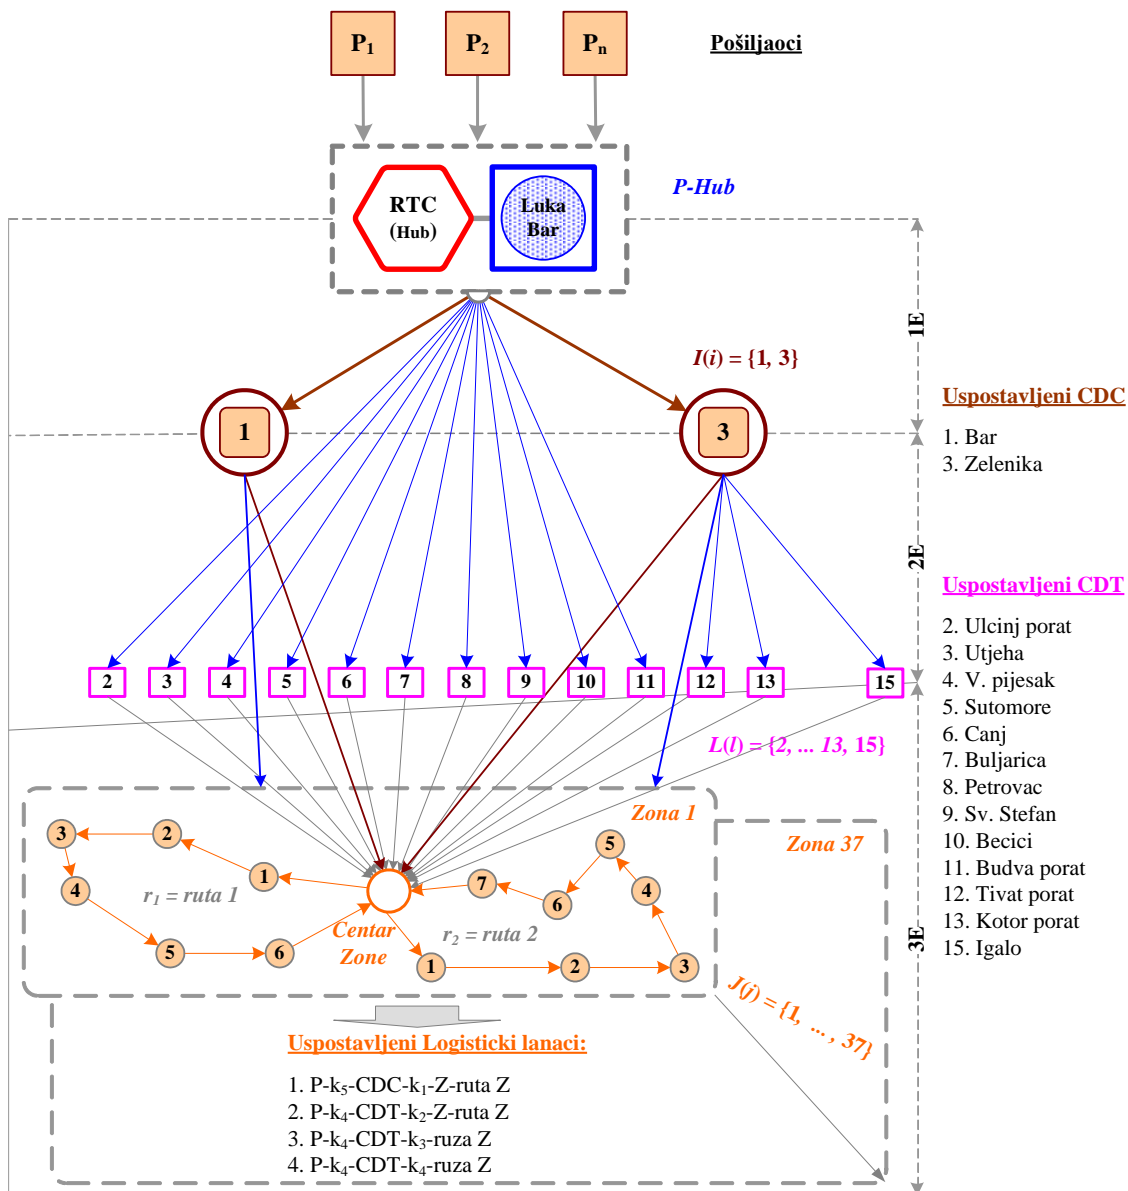 P1
P2
Pn
Pošiljaoci
RTC
(Hub)
Luka
Bar
P-Hub
1E
I(i) = {1, 3}
1
3
Uspostavljeni CDC
1. Bar
3. Zelenika
2E
Uspostavljeni CDT
2. Ulcinj porat
3. Utjeha
4. V. pijesak
5. Sutomore
6. Canj
7. Buljarica
8. Petrovac
9. Sv. Stefan
10. Becici
11. Budva porat
12. Tivat porat
13. Kotor porat
15. Igalo
2
3
4
5
6
7
8
9
10
11
12
13
15
L(l) = {2, ... 13, 15}
Zona 1
Zona 37
3
2
1
4
5
6
r1 = ruta 1
Centar
Zone
r2 = ruta 2
7
6
5
4
1
2
3
3E
J(j) = {1, ... , 37}
Uspostavljeni Logisticki lanaci:
1. P-k5-CDC-k1-Z-ruta Z
2. P-k4-CDT-k2-Z-ruta Z
3. P-k4-CDT-k3-ruza Z
4. P-k4-CDT-k4-ruza Z